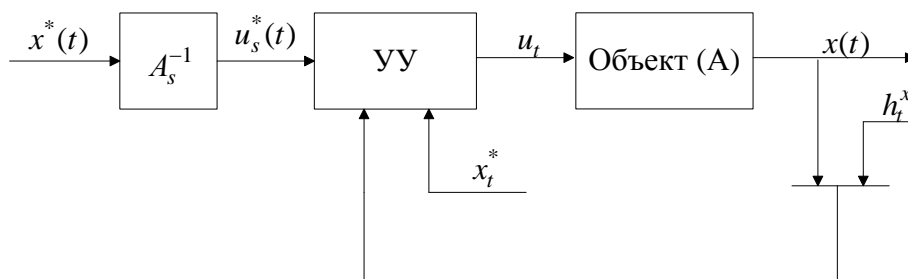 x*(t)
A_s^{-1}
u_s^*(t)
УУ
u_t
Объект (А)
x(t)
h_t^x
x_t^*